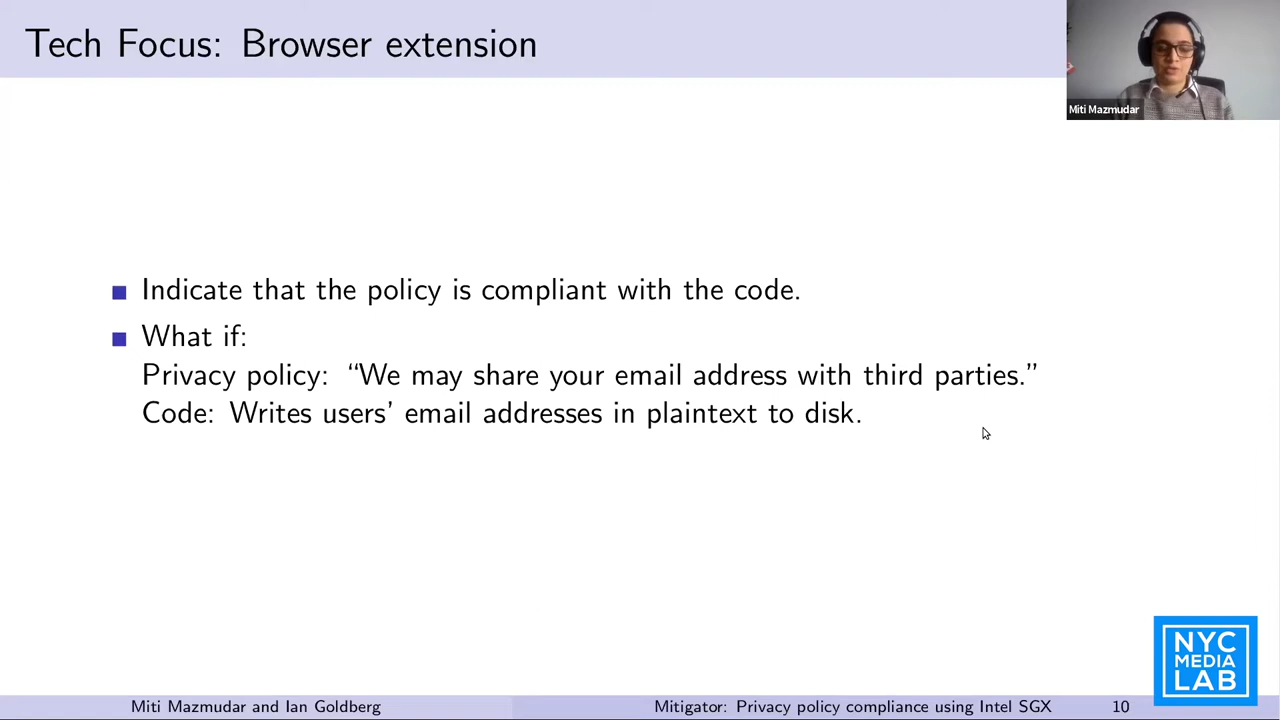 Tech Focus: Browser extension
Miti Mazmudar
Indicate that the policy is compliant with the code.
What if:
Privacy policy: “We may share your email address with third parties.”
Code: Writes users’ email addresses in plaintext to disk.
NYC
MEDIA
LAB
Miti Mazmudar and Ian Goldberg
Mitigator: Privacy policy compliance using Intel SGX
10